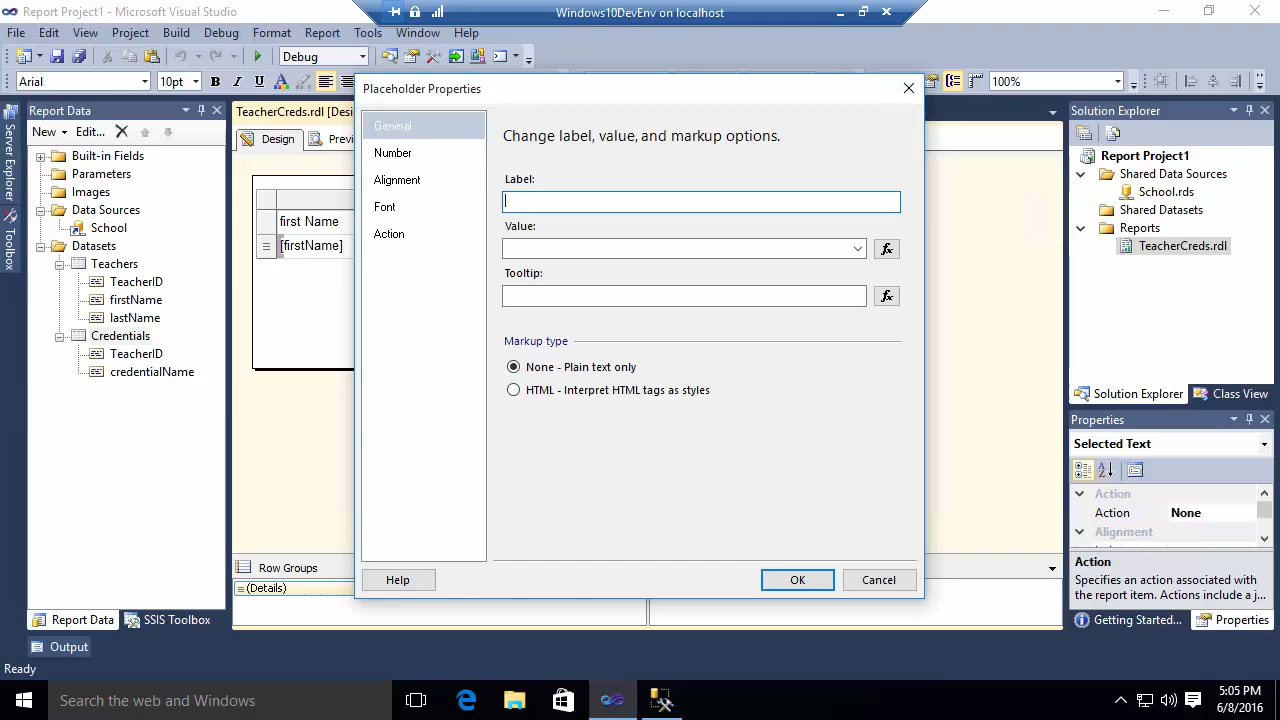 Report Project1 - Microsoft Visual Studio
Windows10DevEnv on localhost
File Edit View Project Build Debug Format Report Tools Window Help
Debug
Arial 10pt B I U A 100%
Report Data
New Edit...
Server Explorer
Toolbox
Built-in Fields
Parameters
Images
Data Sources
School
Datasets
Teachers
TeacherID
firstName
lastName
Credentials
TeacherID
credentialName
Report Data SSIS Toolbox
TeacherCreds.rdl [Desi
Design Previ
first Name
[firstName]
Row Groups
(Details)
Placeholder Properties
General
Number
Alignment
Font
Action
Change label, value, and markup options.
Label:
Value:
fx
Tooltip:
fx
Markup type
None - Plain text only
HTML - Interpret HTML tags as styles
Help OK Cancel
Solution Explorer
Report Project1
Shared Data Sources
School.rds
Shared Datasets
Reports
TeacherCreds.rdl
Solution Explorer Class View
Properties
Selected Text
Action
Action None
Alignment
Action
Specifies an action associated with
the report item. Actions include a j...
Getting Started... Properties
Output
Ready
Search the web and Windows
5:05 PM
6/8/2016